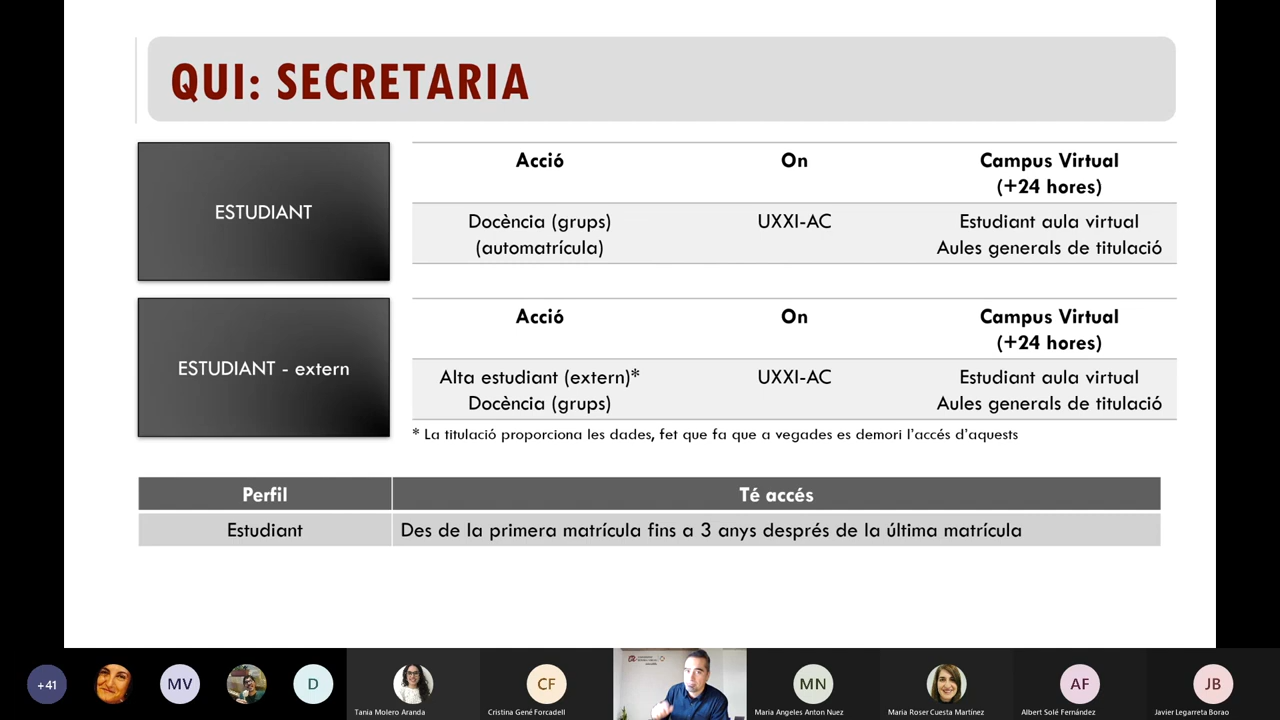 QUI: SECRETARIA
ESTUDIANT
Acció
On
Campus Virtual
(+24 hores)
Docència (grups)
(automatrícula)
UXXI-AC
Estudiant aula virtual
Aules generals de titulació
ESTUDIANT - extern
Acció
On
Campus Virtual
(+24 hores)
Alta estudiant (extern)*
Docència (grups)
UXXI-AC
Estudiant aula virtual
Aules generals de titulació
* La titulació proporciona les dades, fet que fa que a vegades es demori l'accés d'aquests
Perfil
Té accés
Estudiant
Des de la primera matrícula fins a 3 anys després de la última matrícula
+41
MV
D
Tania Molero Aranda
CF
Cristina Gené Forcadell
MN
Maria Angeles Anton Nuez
Maria Roser Cuesta Martínez
AF
Albert Solé Fernández
JB
Javier Legarreta Borao